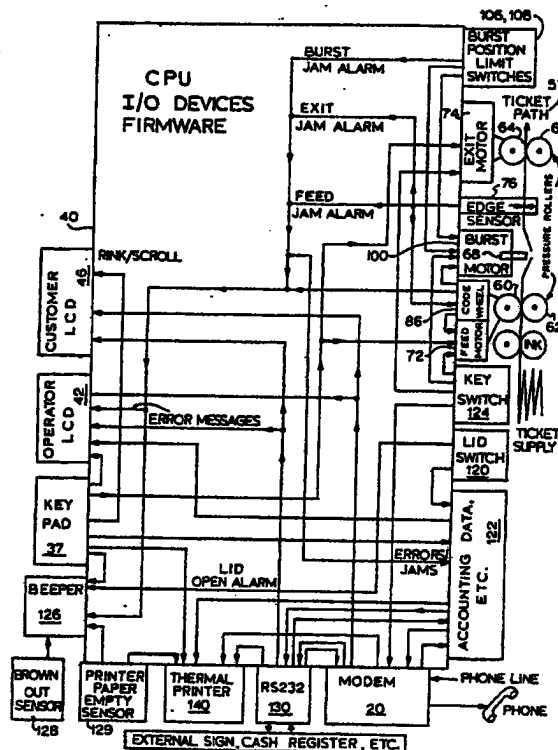 CPU
I/O DEVICES
FIRMWARE
BURST
JAM ALARM
EXIT
JAM ALARM
FEED
JAM ALARM
106, 108
BURST
POSITION
LIMIT
SWITCHES
TICKET
PATH
74
EXIT MOTOR
64
76
EDGE
SENSOR
100
BURST
68
MOTOR
PRESSURE ROLLERS
60
86
CODE WHEEL
72
FEED MOTOR
INK
KEY
SWITCH
124
TICKET
SUPPLY
LID
SWITCH
120
ACCOUNTING DATA,
ETC.
122
40
RINK/SCROLL
CUSTOMER
LCD
46
OPERATOR
LCD
42
ERROR MESSAGES
KEY
PAD
37
LID
OPEN ALARM
ERRORS/
JAMS
BEEPER
126
BROWN
OUT
SENSOR
128
PRINTER
PAPER
EMPTY
SENSOR
129
THERMAL
PRINTER
140
RS232
130
MODEM
20
PHONE LINE
PHONE
EXTERNAL SIGN, CASH REGISTER, ETC.